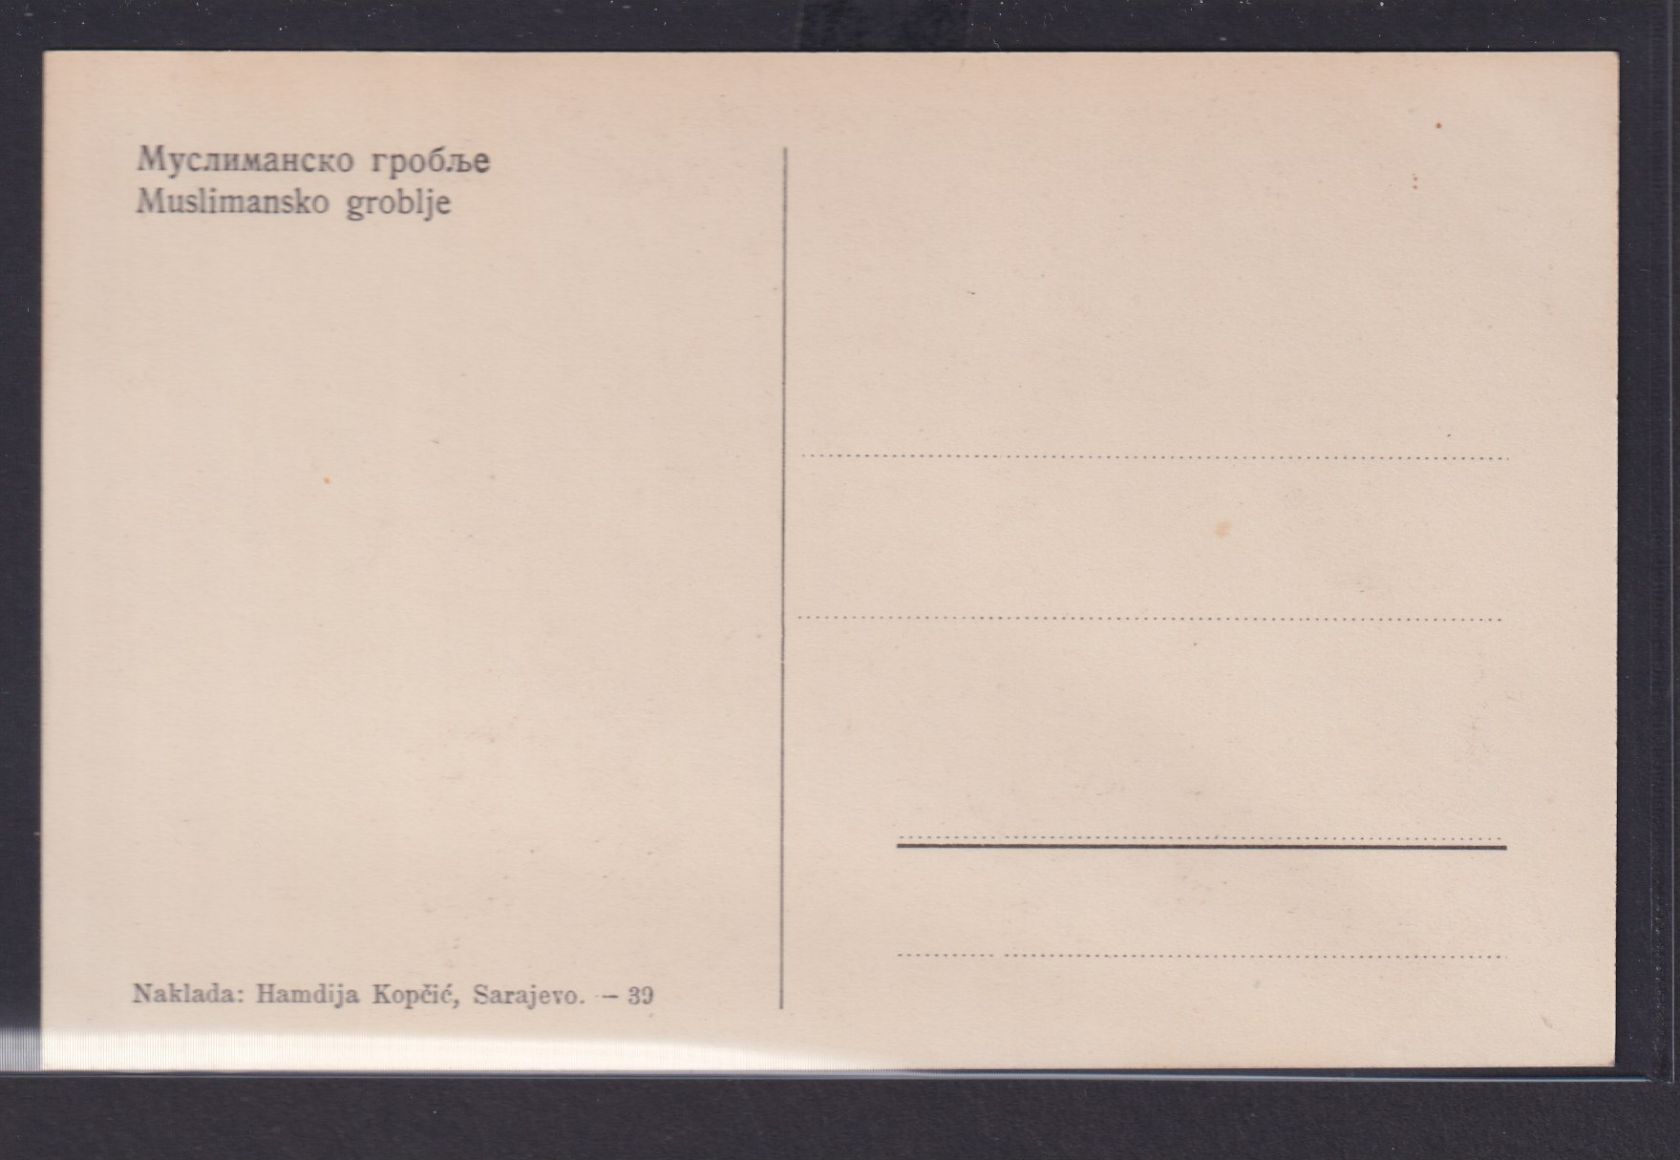 Муслиманско гробље
Muslimansko groblje
Naklada: Hamdija Kopčić, Sarajevo. — 39